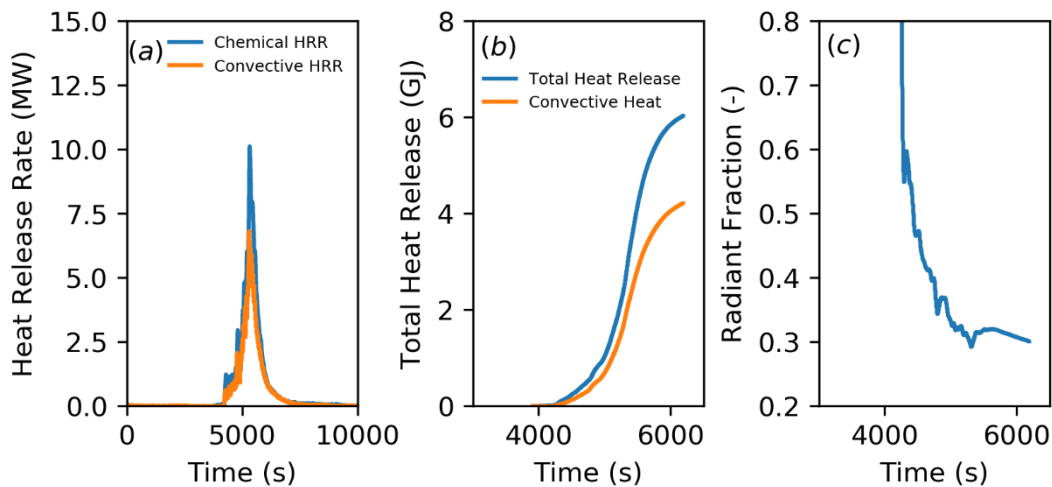 15.0
12.5
10.0
7.5
5.0
2.5
0.0
Heat Release Rate (MW)
(a)
Chemical HRR
Convective HRR
0 5000 10000
Time (s)
8
6
4
2
0
Total Heat Release (GJ)
(b)
Total Heat Release
Convective Heat
4000 6000
Time (s)
0.8
0.7
0.6
0.5
0.4
0.3
0.2
Radiant Fraction (-)
(c)
4000 6000
Time (s)